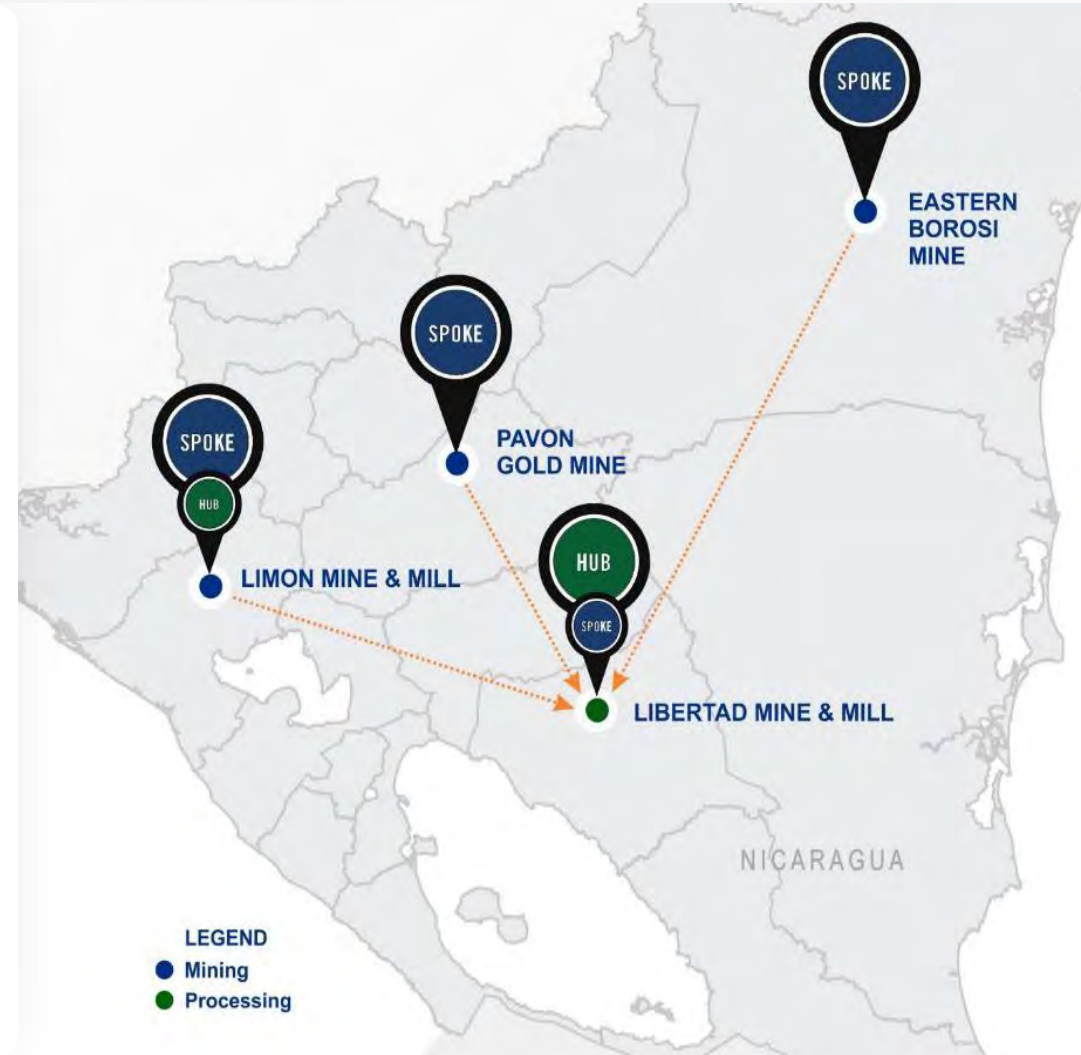 SPOKE
EASTERN
BOROSI
MINE
SPOKE
PAVON
GOLD MINE
SPOKE
HUB
LIMON MINE & MILL
HUB
SPOKE
LIBERTAD MINE & MILL
NICARAGUA
LEGEND
Mining
Processing